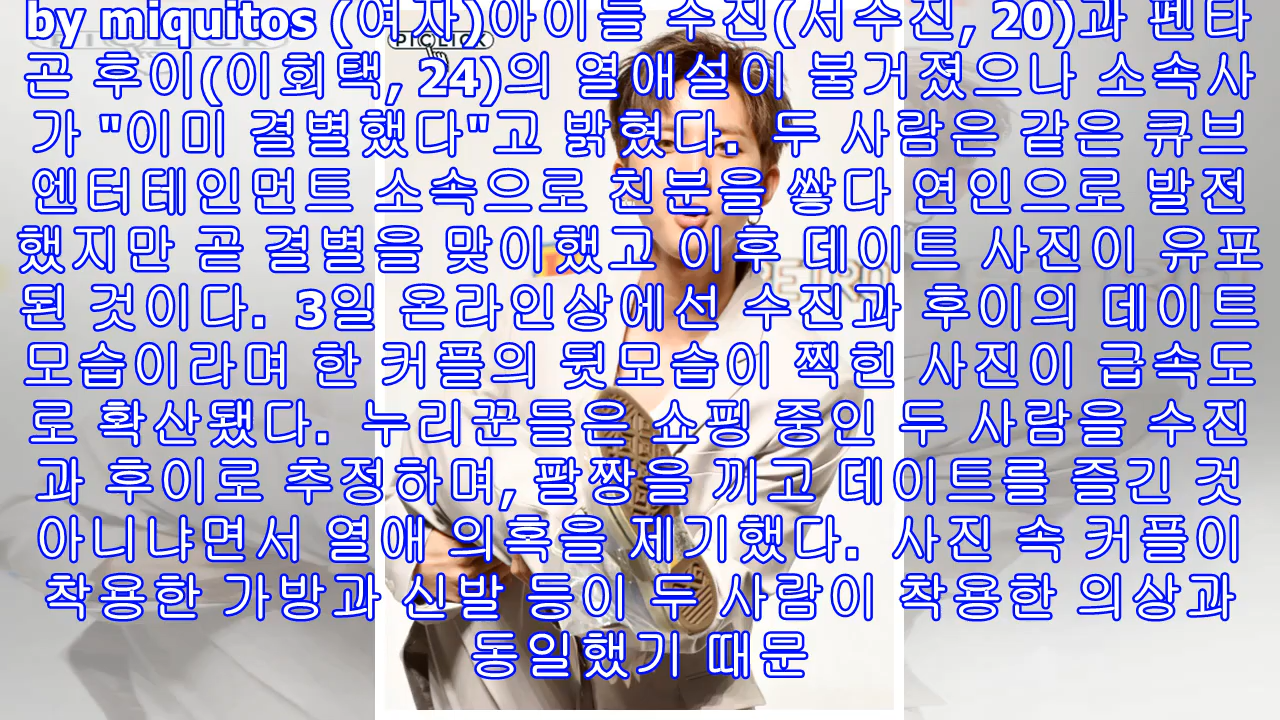 by miquitos (여자)아이들 수진(서수진, 20)과 펜타
곤 후이(이회택, 24)의 열애설이 불거졌으나 소속사
가 "이미 결별했다"고 밝혔다. 두 사람은 같은 큐브
엔터테인먼트 소속으로 친분을 쌓다 연인으로 발전
했지만 곧 결별을 맞이했고 이후 데이트 사진이 유포
된 것이다. 3일 온라인상에선 수진과 후이의 데이트
모습이라며 한 커플의 뒷모습이 찍힌 사진이 급속도
로 확산됐다. 누리꾼들은 쇼핑 중인 두 사람을 수진
과 후이로 추정하며, 팔짱을 끼고 데이트를 즐긴 것
아니냐면서 열애 의혹을 제기했다. 사진 속 커플이
착용한 가방과 신발 등이 두 사람이 착용한 의상과
동일했기 때문
PICLICK